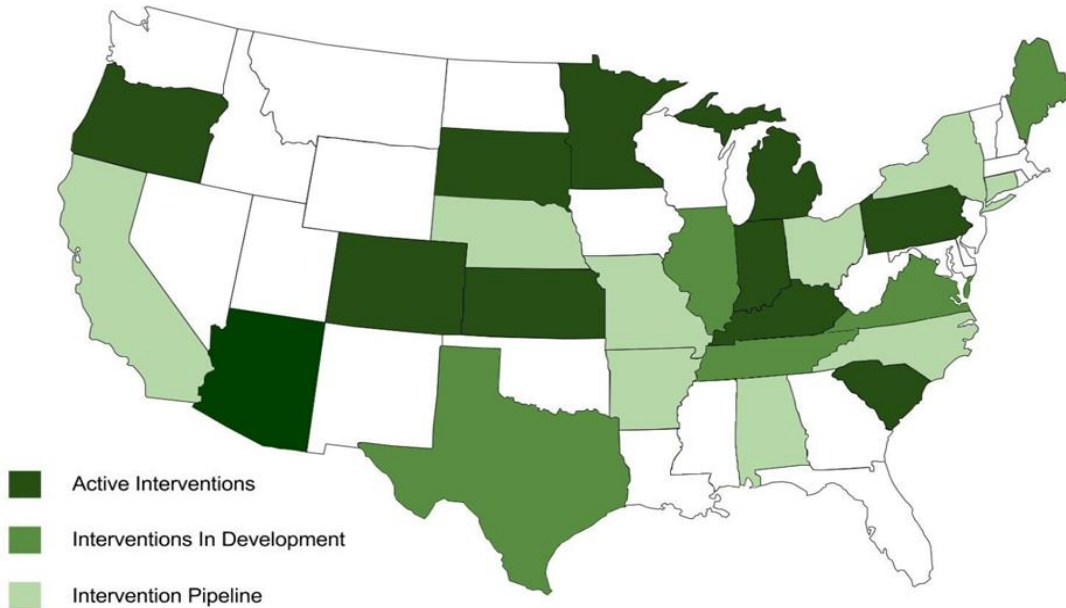 Active Interventions
Interventions In Development
Intervention Pipeline